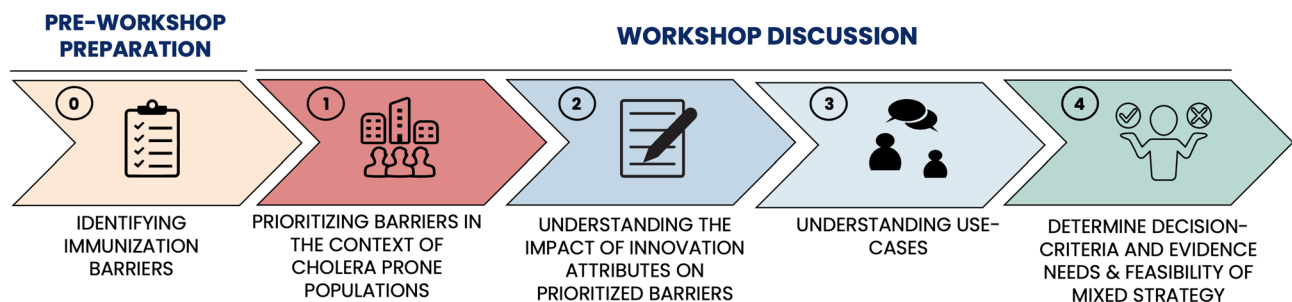 PRE-WORKSHOP
PREPARATION
WORKSHOP DISCUSSION
0
1
2
3
4
IDENTIFYING
IMMUNIZATION
BARRIERS
PRIORITIZING BARRIERS IN
THE CONTEXT OF
CHOLERA PRONE
POPULATIONS
UNDERSTANDING THE
IMPACT OF INNOVATION
ATTRIBUTES ON
PRIORITIZED BARRIERS
UNDERSTANDING USE-
CASES
DETERMINE DECISION-
CRITERIA AND EVIDENCE
NEEDS & FEASIBILITY OF
MIXED STRATEGY